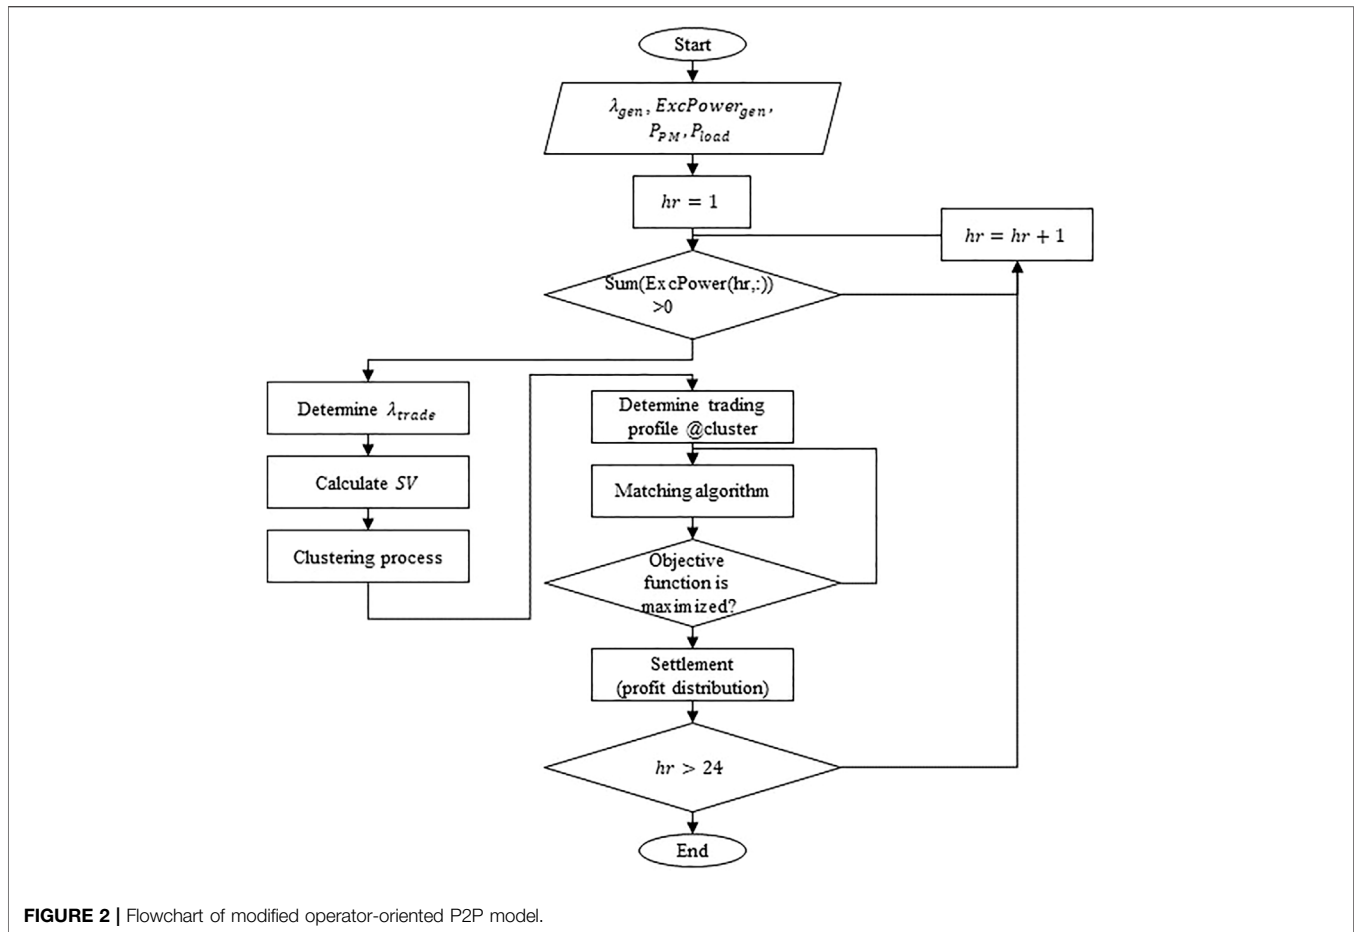 Start
λgen, ExcPowergen,
PPM, Pload
hr = 1
hr = hr + 1
Sum(ExcPower(hr,:))
>0
Determine λtrade
Calculate SV
Clustering process
Determine trading
profile @cluster
Matching algorithm
Objective
function is
maximized?
Settlement
(profit distribution)
hr > 24
End
FIGURE 2 | Flowchart of modified operator-oriented P2P model.